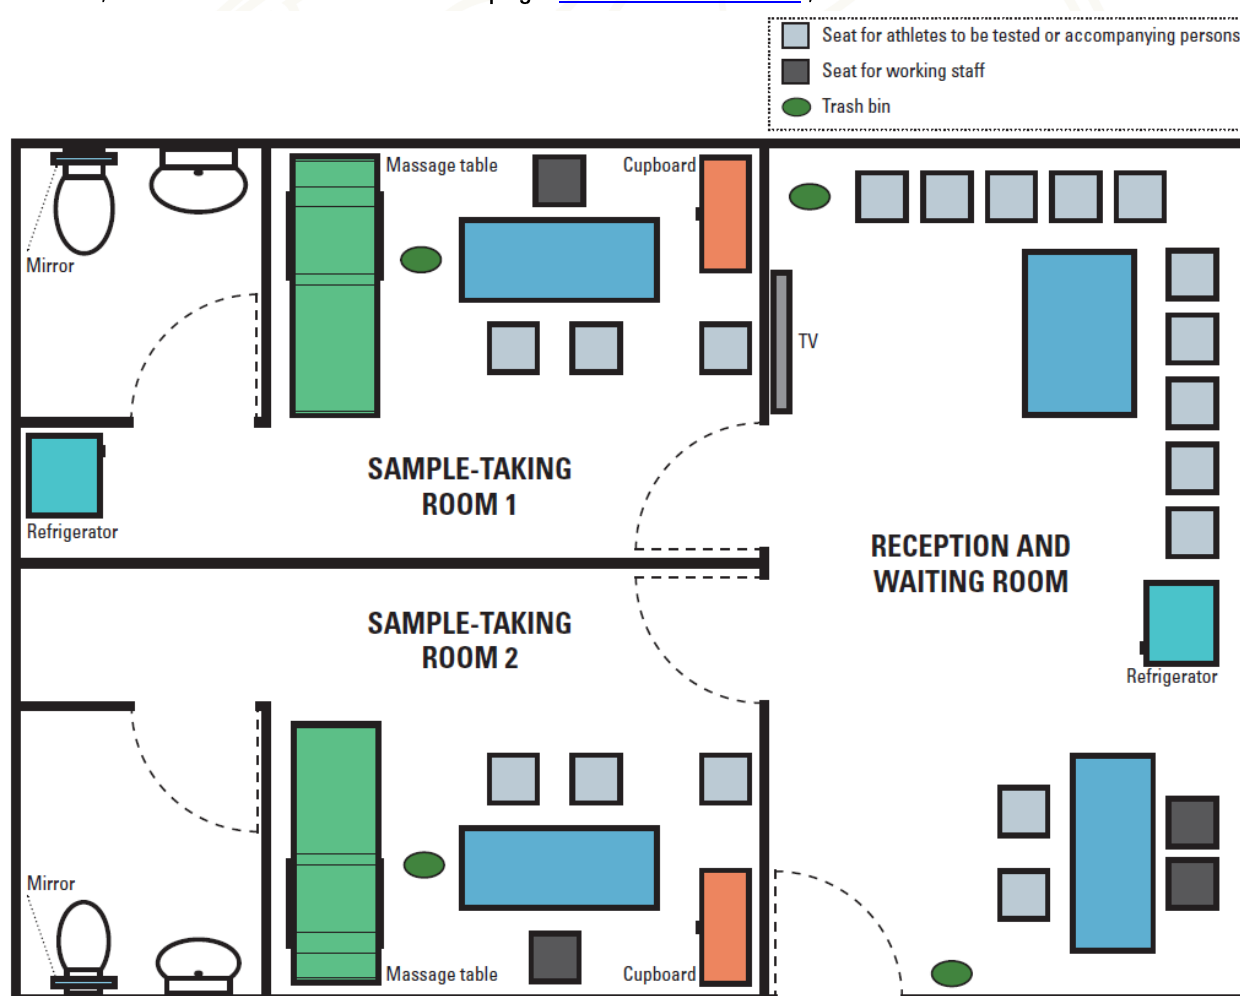 Seat for athletes to be tested or accompanying persons
Seat for working staff
Trash bin
Massage table
Cupboard
Mirror
TV
SAMPLE-TAKING
ROOM 1
Refrigerator
RECEPTION AND
WAITING ROOM
SAMPLE-TAKING
ROOM 2
Refrigerator
Mirror
Massage table
Cupboard